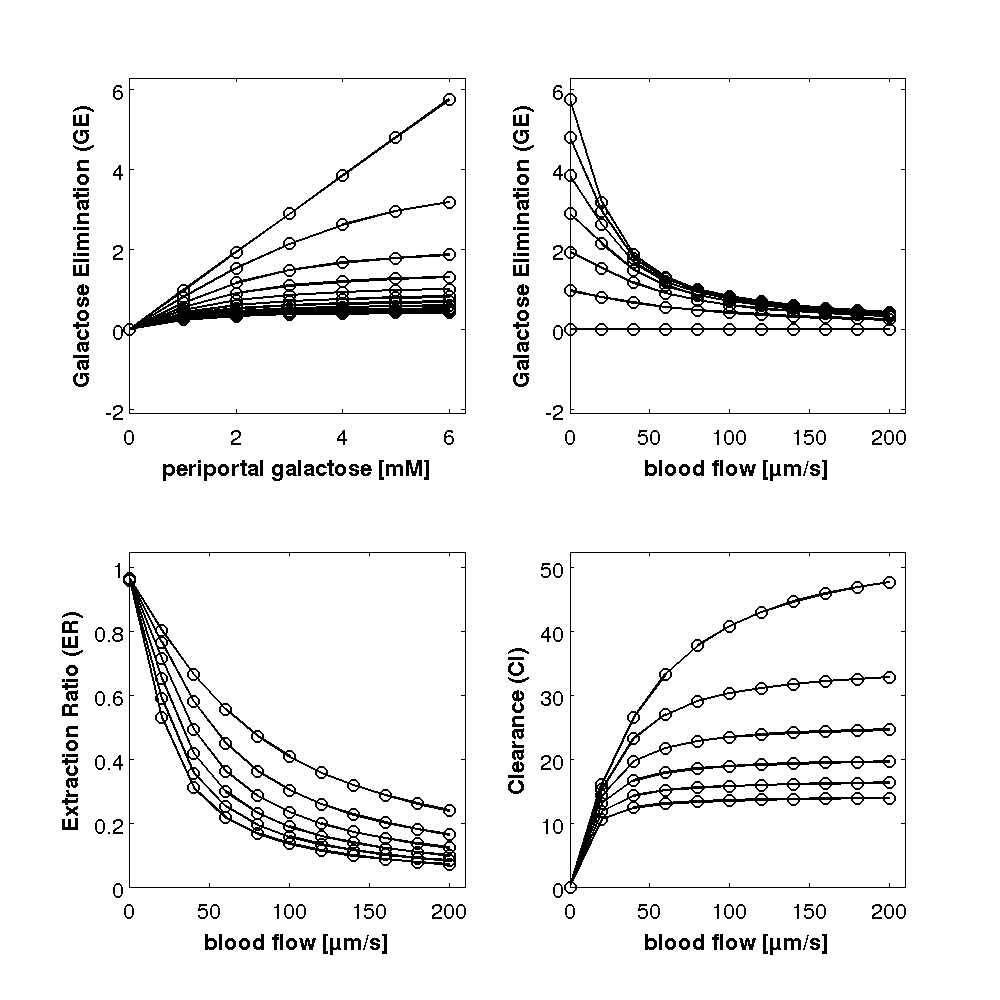 6
4
2
0
-2
Galactose Elimination (GE)
0 2 4 6
periportal galactose [mM]
6
4
2
0
-2
Galactose Elimination (GE)
0 50 100 150 200
blood flow [µm/s]
1
0.8
0.6
0.4
0.2
0
Extraction Ratio (ER)
0 50 100 150 200
blood flow [µm/s]
50
40
30
20
10
0
Clearance (Cl)
0 50 100 150 200
blood flow [µm/s]